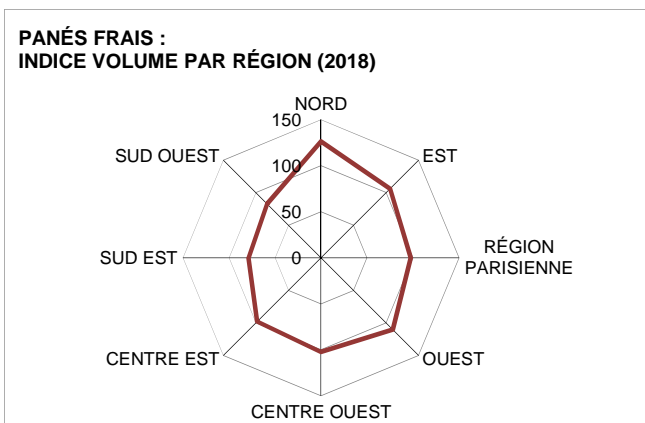 PANÉS FRAIS :
INDICE VOLUME PAR RÉGION (2018)
NORD
150
SUD OUEST
EST
100
50
SUD EST
0
RÉGION
PARISIENNE
CENTRE EST
OUEST
CENTRE OUEST